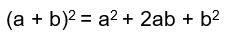 (a + b)² = a² + 2ab + b²